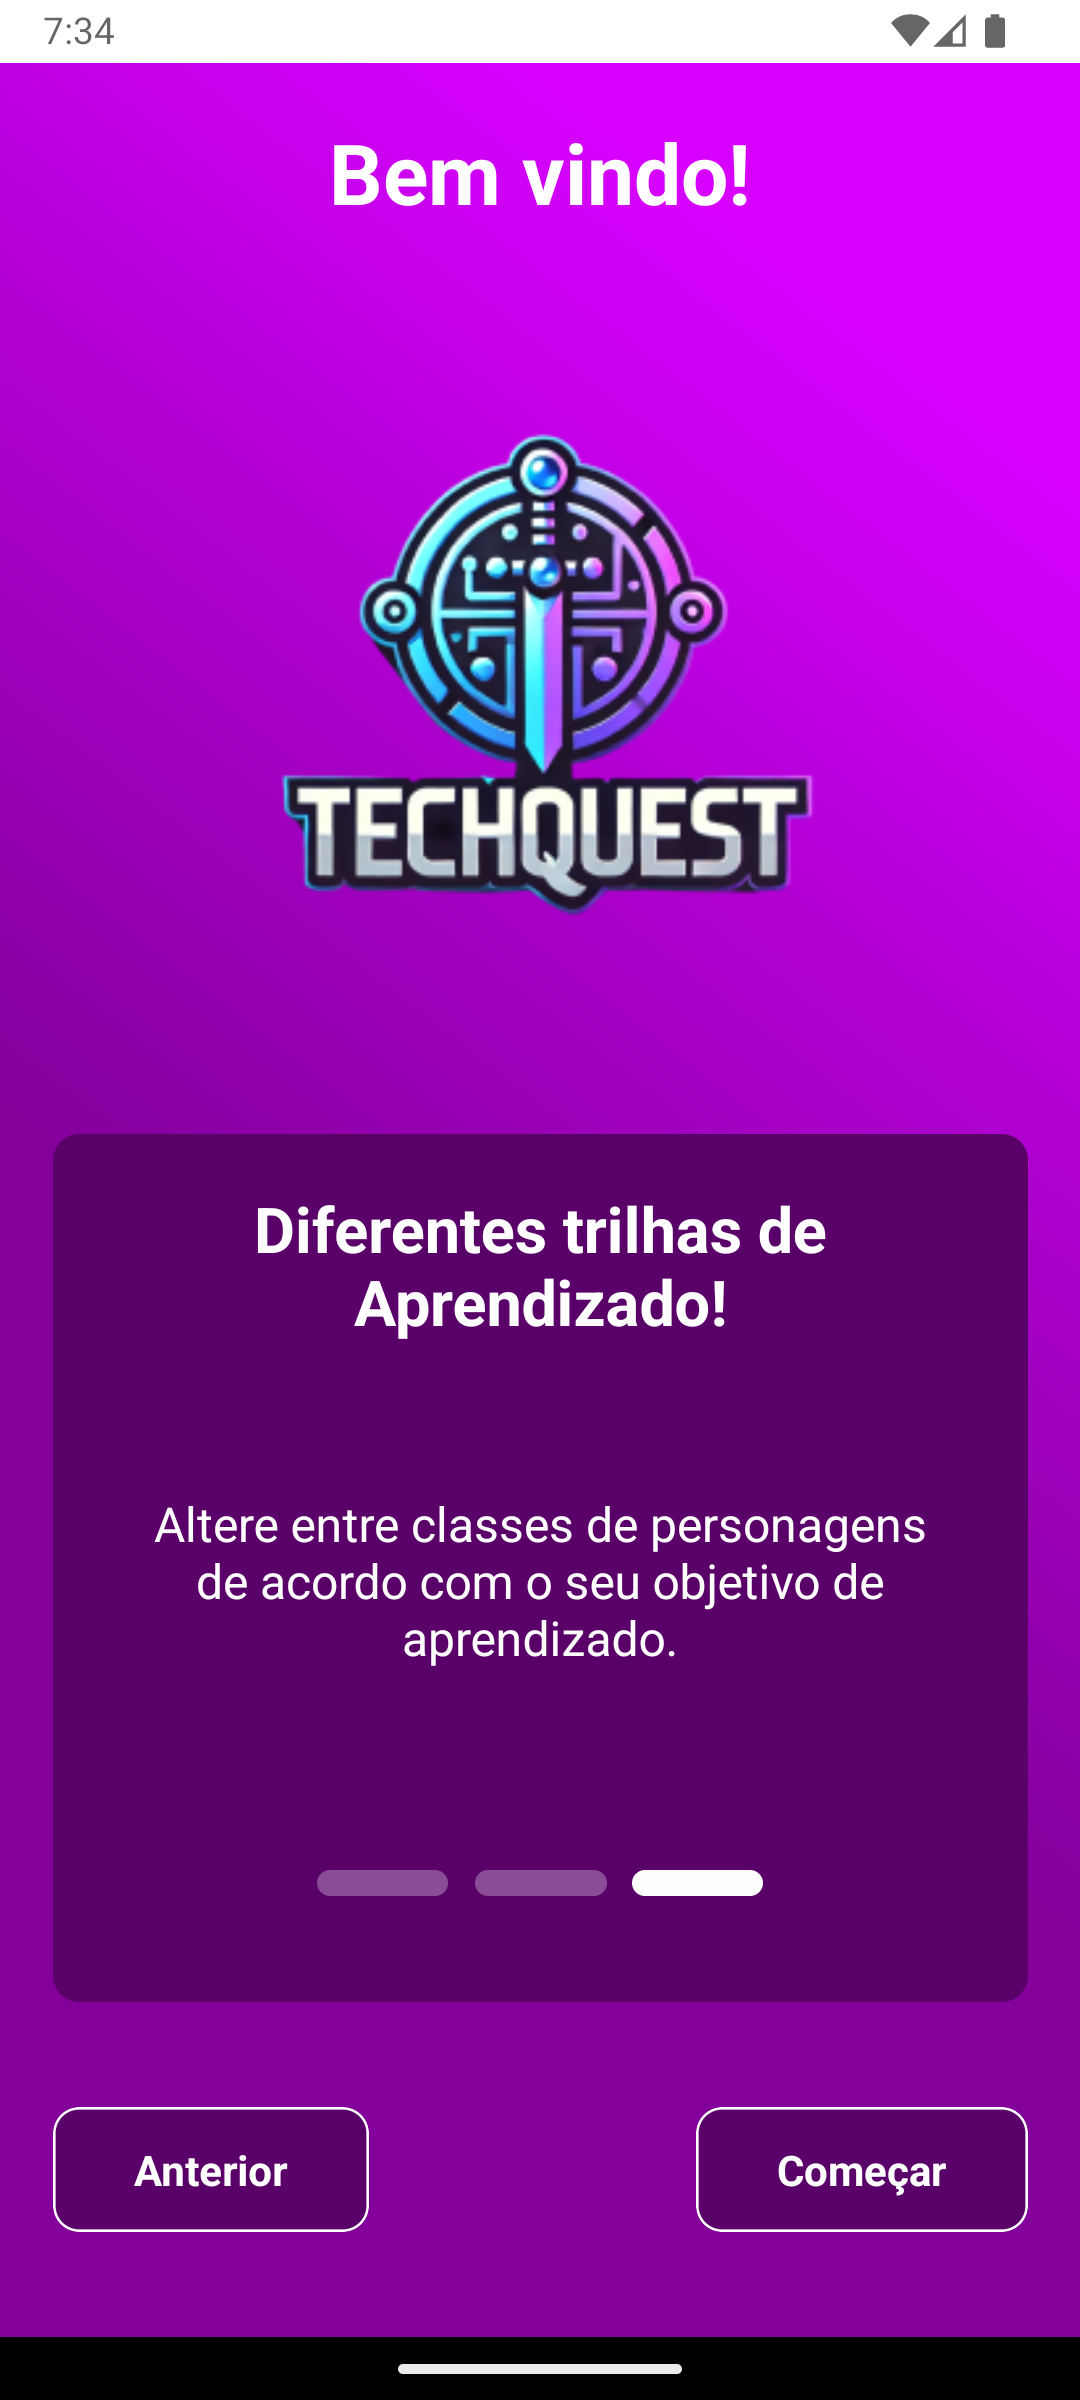 7:34
Bem vindo!
TECHQUEST
Diferentes trilhas de
Aprendizado!
Altere entre classes de personagens
de acordo com o seu objetivo de
aprendizado.
Anterior
Começar